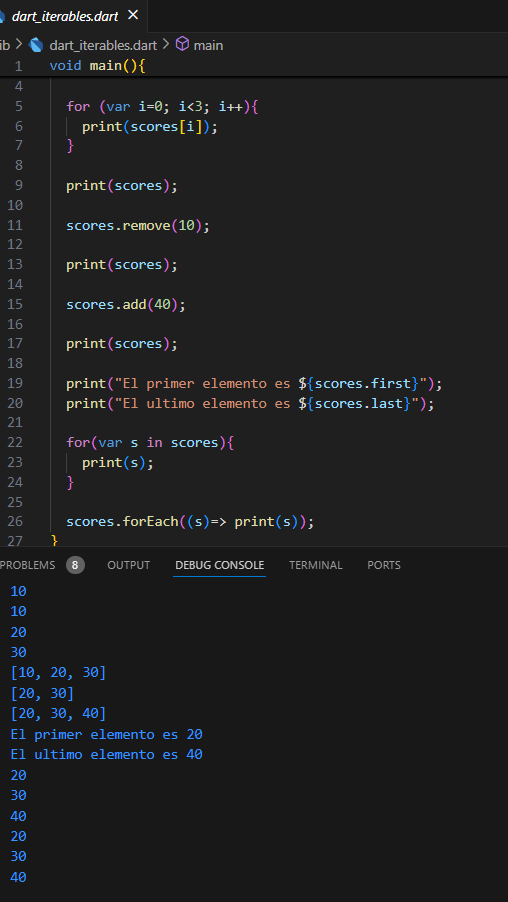 dart_iterables.dart ×
ib > dart_iterables.dart > main
1 void main(){
4
5 for (var i=0; i<3; i++){
6 print(scores[i]);
7 }
8
9 print(scores);
10
11 scores.remove(10);
12
13 print(scores);
14
15 scores.add(40);
16
17 print(scores);
18
19 print("El primer elemento es ${scores.first}");
20 print("El ultimo elemento es ${scores.last}");
21
22 for(var s in scores){
23 print(s);
24 }
25
26 scores.forEach((s)=> print(s));
27 }
PROBLEMS 8 OUTPUT DEBUG CONSOLE TERMINAL PORTS
10
10
20
30
[10, 20, 30]
[20, 30]
[20, 30, 40]
El primer elemento es 20
El ultimo elemento es 40
20
30
40
20
30
40